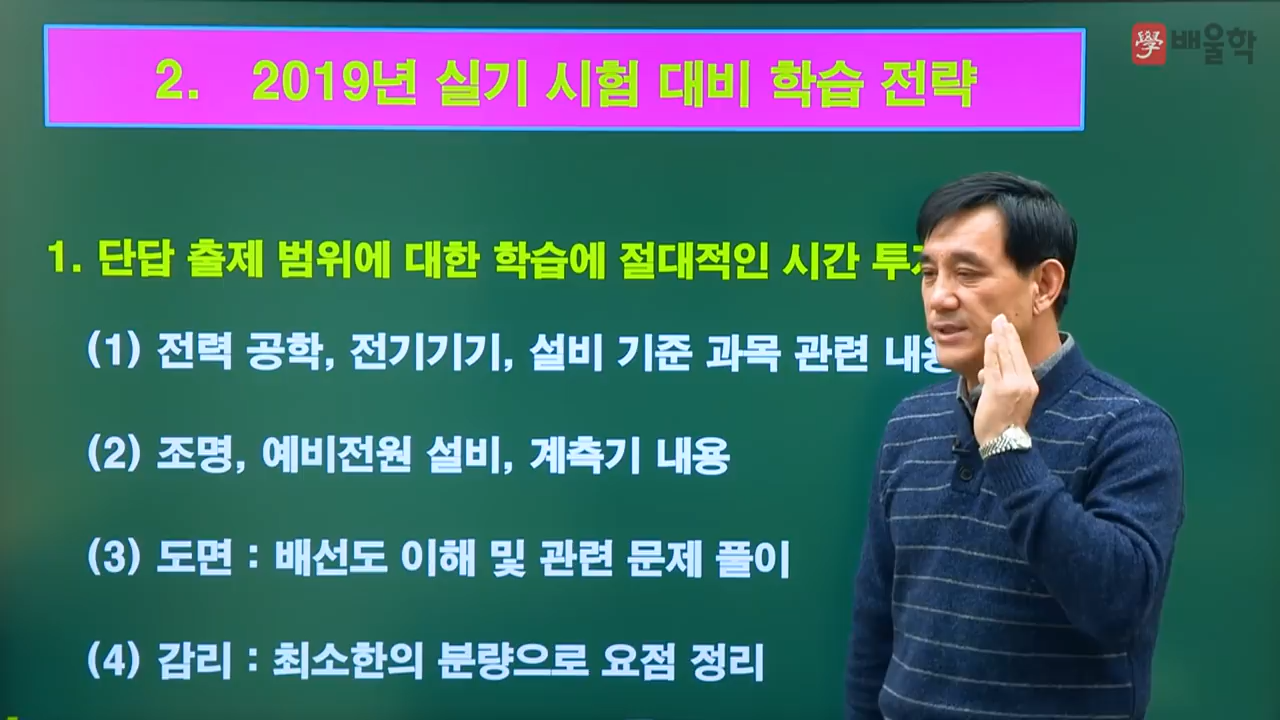 學 배울학
2. 2019년 실기 시험 대비 학습 전략
1. 단답 출제 범위에 대한 학습에 절대적인 시간
(1) 전력 공학, 전기기기, 설비 기준 과목 관련 내용
(2) 조명, 예비전원 설비, 계측기 내용
(3) 도면 : 배선도 이해 및 관련 문제 풀이
(4) 감리 : 최소한의 분량으로 요점 정리